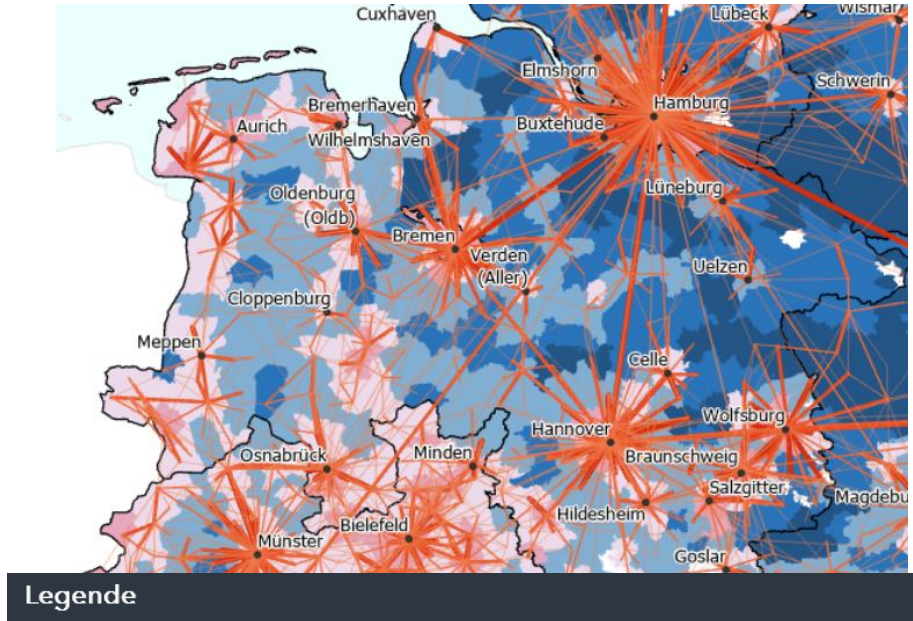 Cuxhaven
Lübeck
Wismar
Elmshorn
Schwerin
Bremerhaven
Hamburg
Aurich
Buxtehude
Wilhelmshaven
Oldenburg
(Oldb)
Lüneburg
Bremen
Verden
(Aller)
Uelzen
Cloppenburg
Meppen
Celle
Wolfsburg
Hannover
Osnabrück
Minden
Braunschweig
Salzgitter
Magdebu
Hildesheim
Bielefeld
Münster
Goslar
Legende